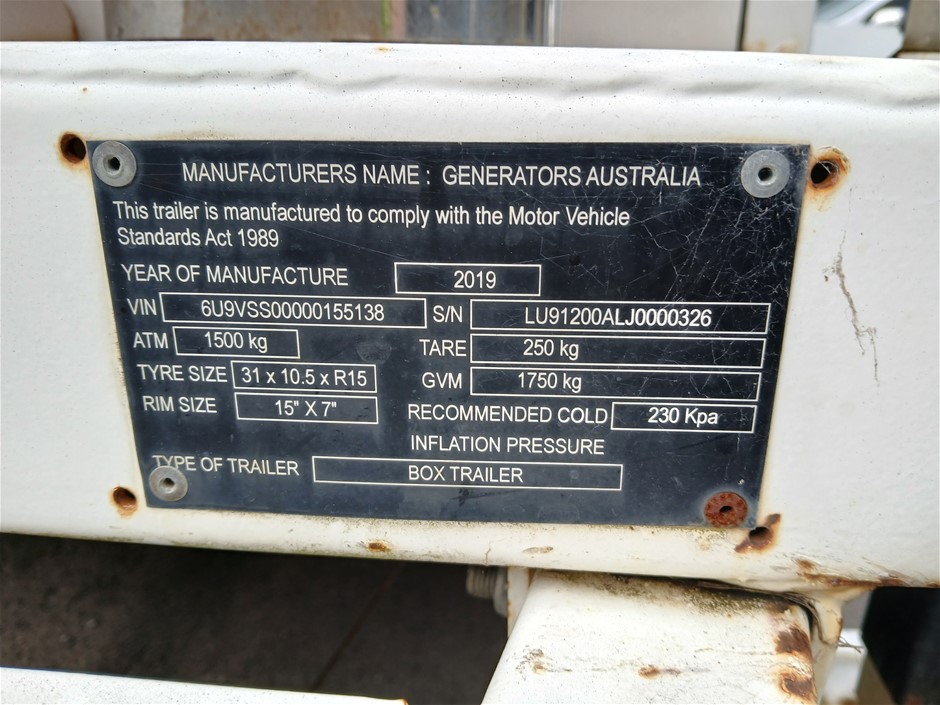 MANUFACTURERS NAME : GENERATORS AUSTRALIA
This trailer is manufactured to comply with the Motor Vehicle
Standards Act 1989
YEAR OF MANUFACTURE 2019
VIN 6U9VSS00000155138 S/N LU91200ALJ0000326
ATM 1500 kg TARE 250 kg
TYRE SIZE 31 x 10.5 x R15 GVM 1750 kg
RIM SIZE 15" X 7" RECOMMENDED COLD 230 Kpa
INFLATION PRESSURE
TYPE OF TRAILER BOX TRAILER